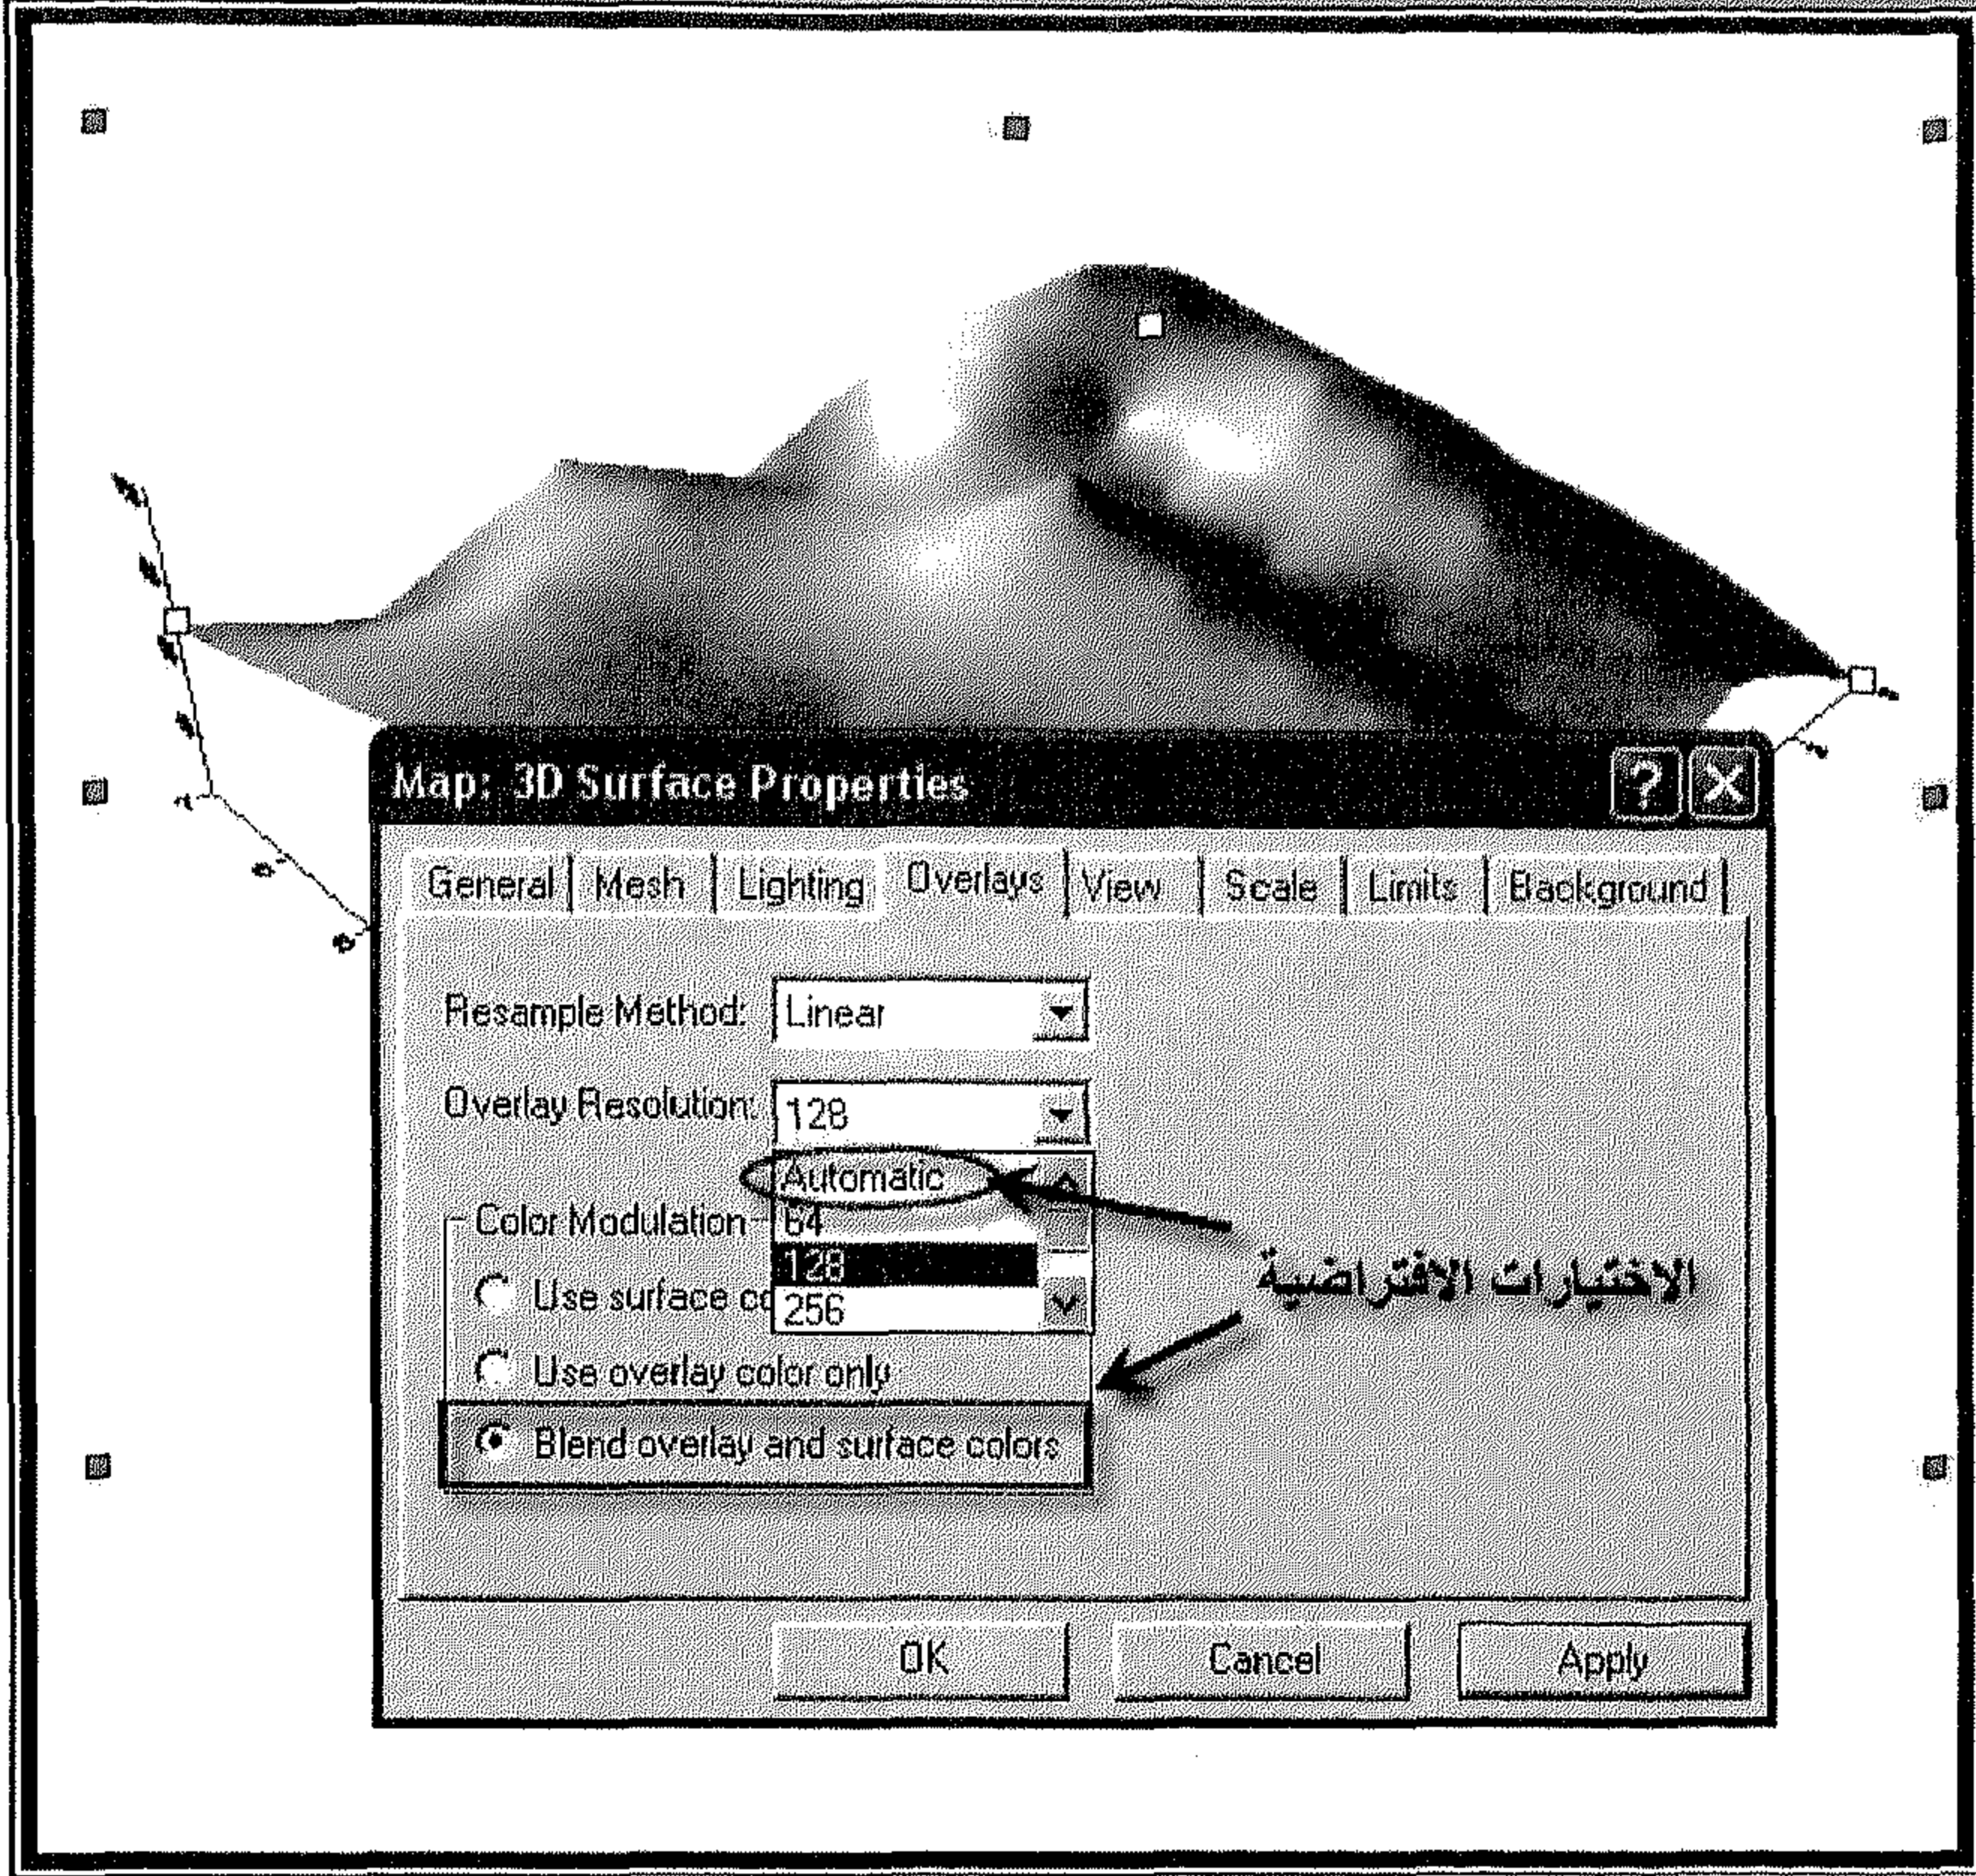 Map: 3D Surface Properties
General Mesh Lighting Overlays View Scale Limits Background
Resample Method: Linear
Overlay Resolution: 128
Automatic
Color Modulation
64
128
Use surface co
256
الاختيارات الافتراضية
Use overlay color only
Blend overlay and surface colors
OK Cancel Apply